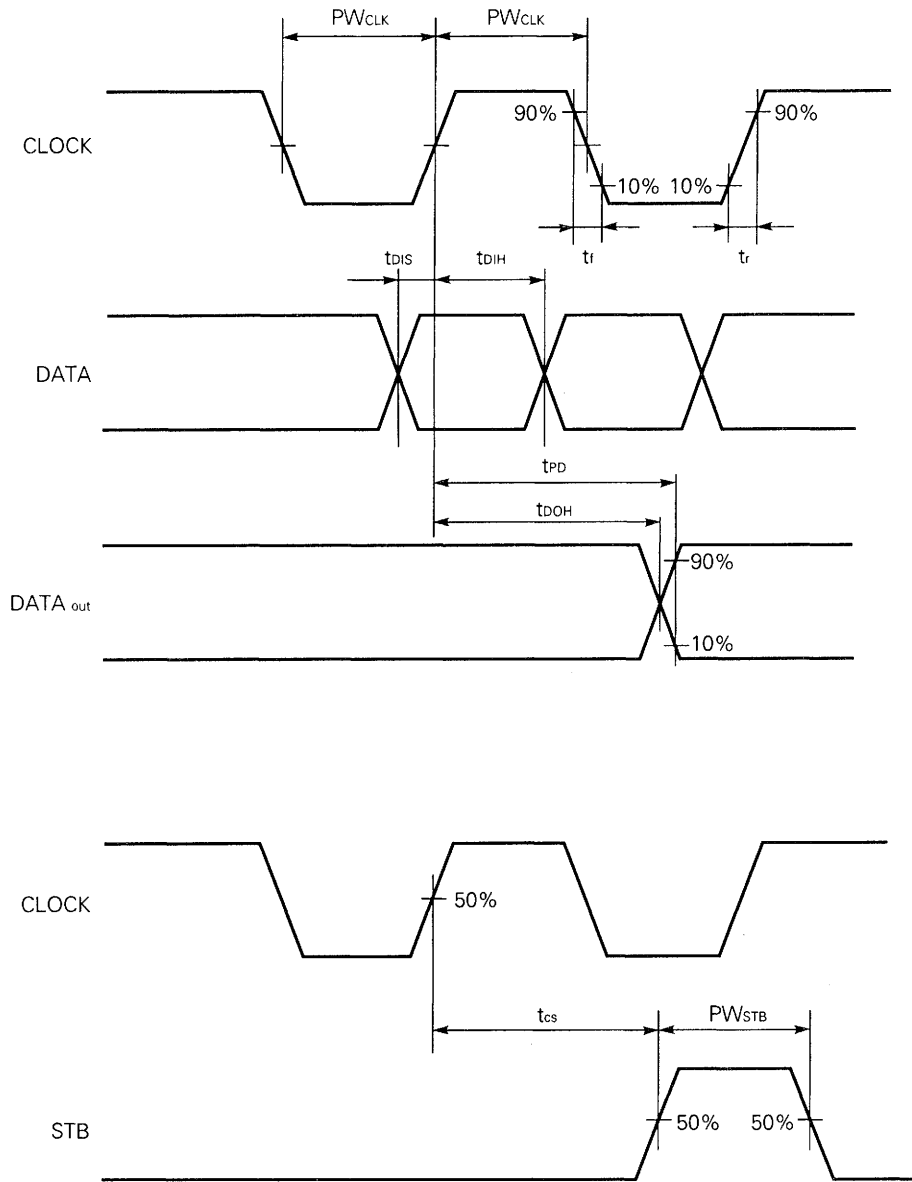 PWCLK PWCLK
90% 90%
CLOCK
10% 10%
tf tr
tDIS tDIH
DATA
tPD
tDOH
90%
DATA out
10%
CLOCK 50%
tcs PWSTB
50% 50%
STB